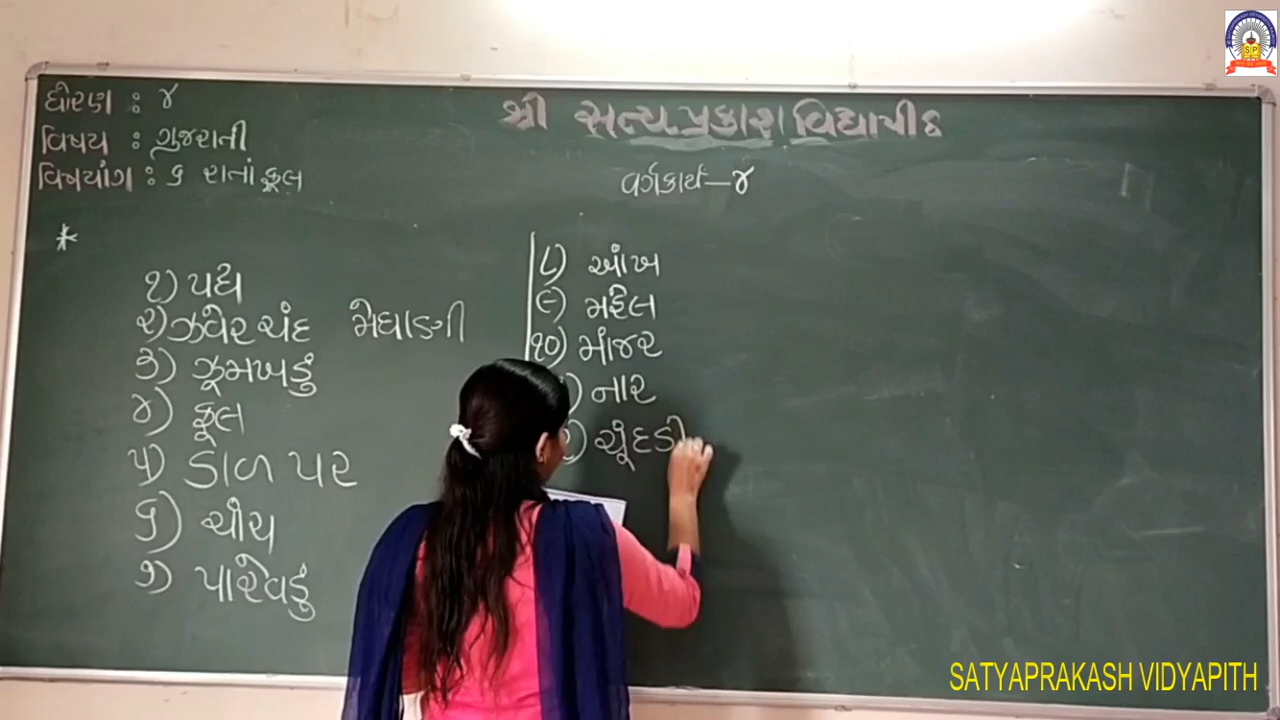 ધોરણ : ૪
વિષય : ગુજરાતી
વિષયાંગ : ૬ રાતાં ફૂલ
શ્રી સત્યપ્રકાશ વિદ્યાપીઠ
વર્ગકાર્ય – ૪
*
૧) પદ્ય
૨) ઝવેરચંદ મેઘાણી
૩) ઝૂમખડું
૪) ફૂલ
૫) ડાળ પર
૬) ચાંચ
૭) પારેવડું
૮) આંખ
૯) મહેલ
૧૦) માંજર
) નાર
૨) ચૂંદડી
SATYAPRAKASH VIDYAPITH